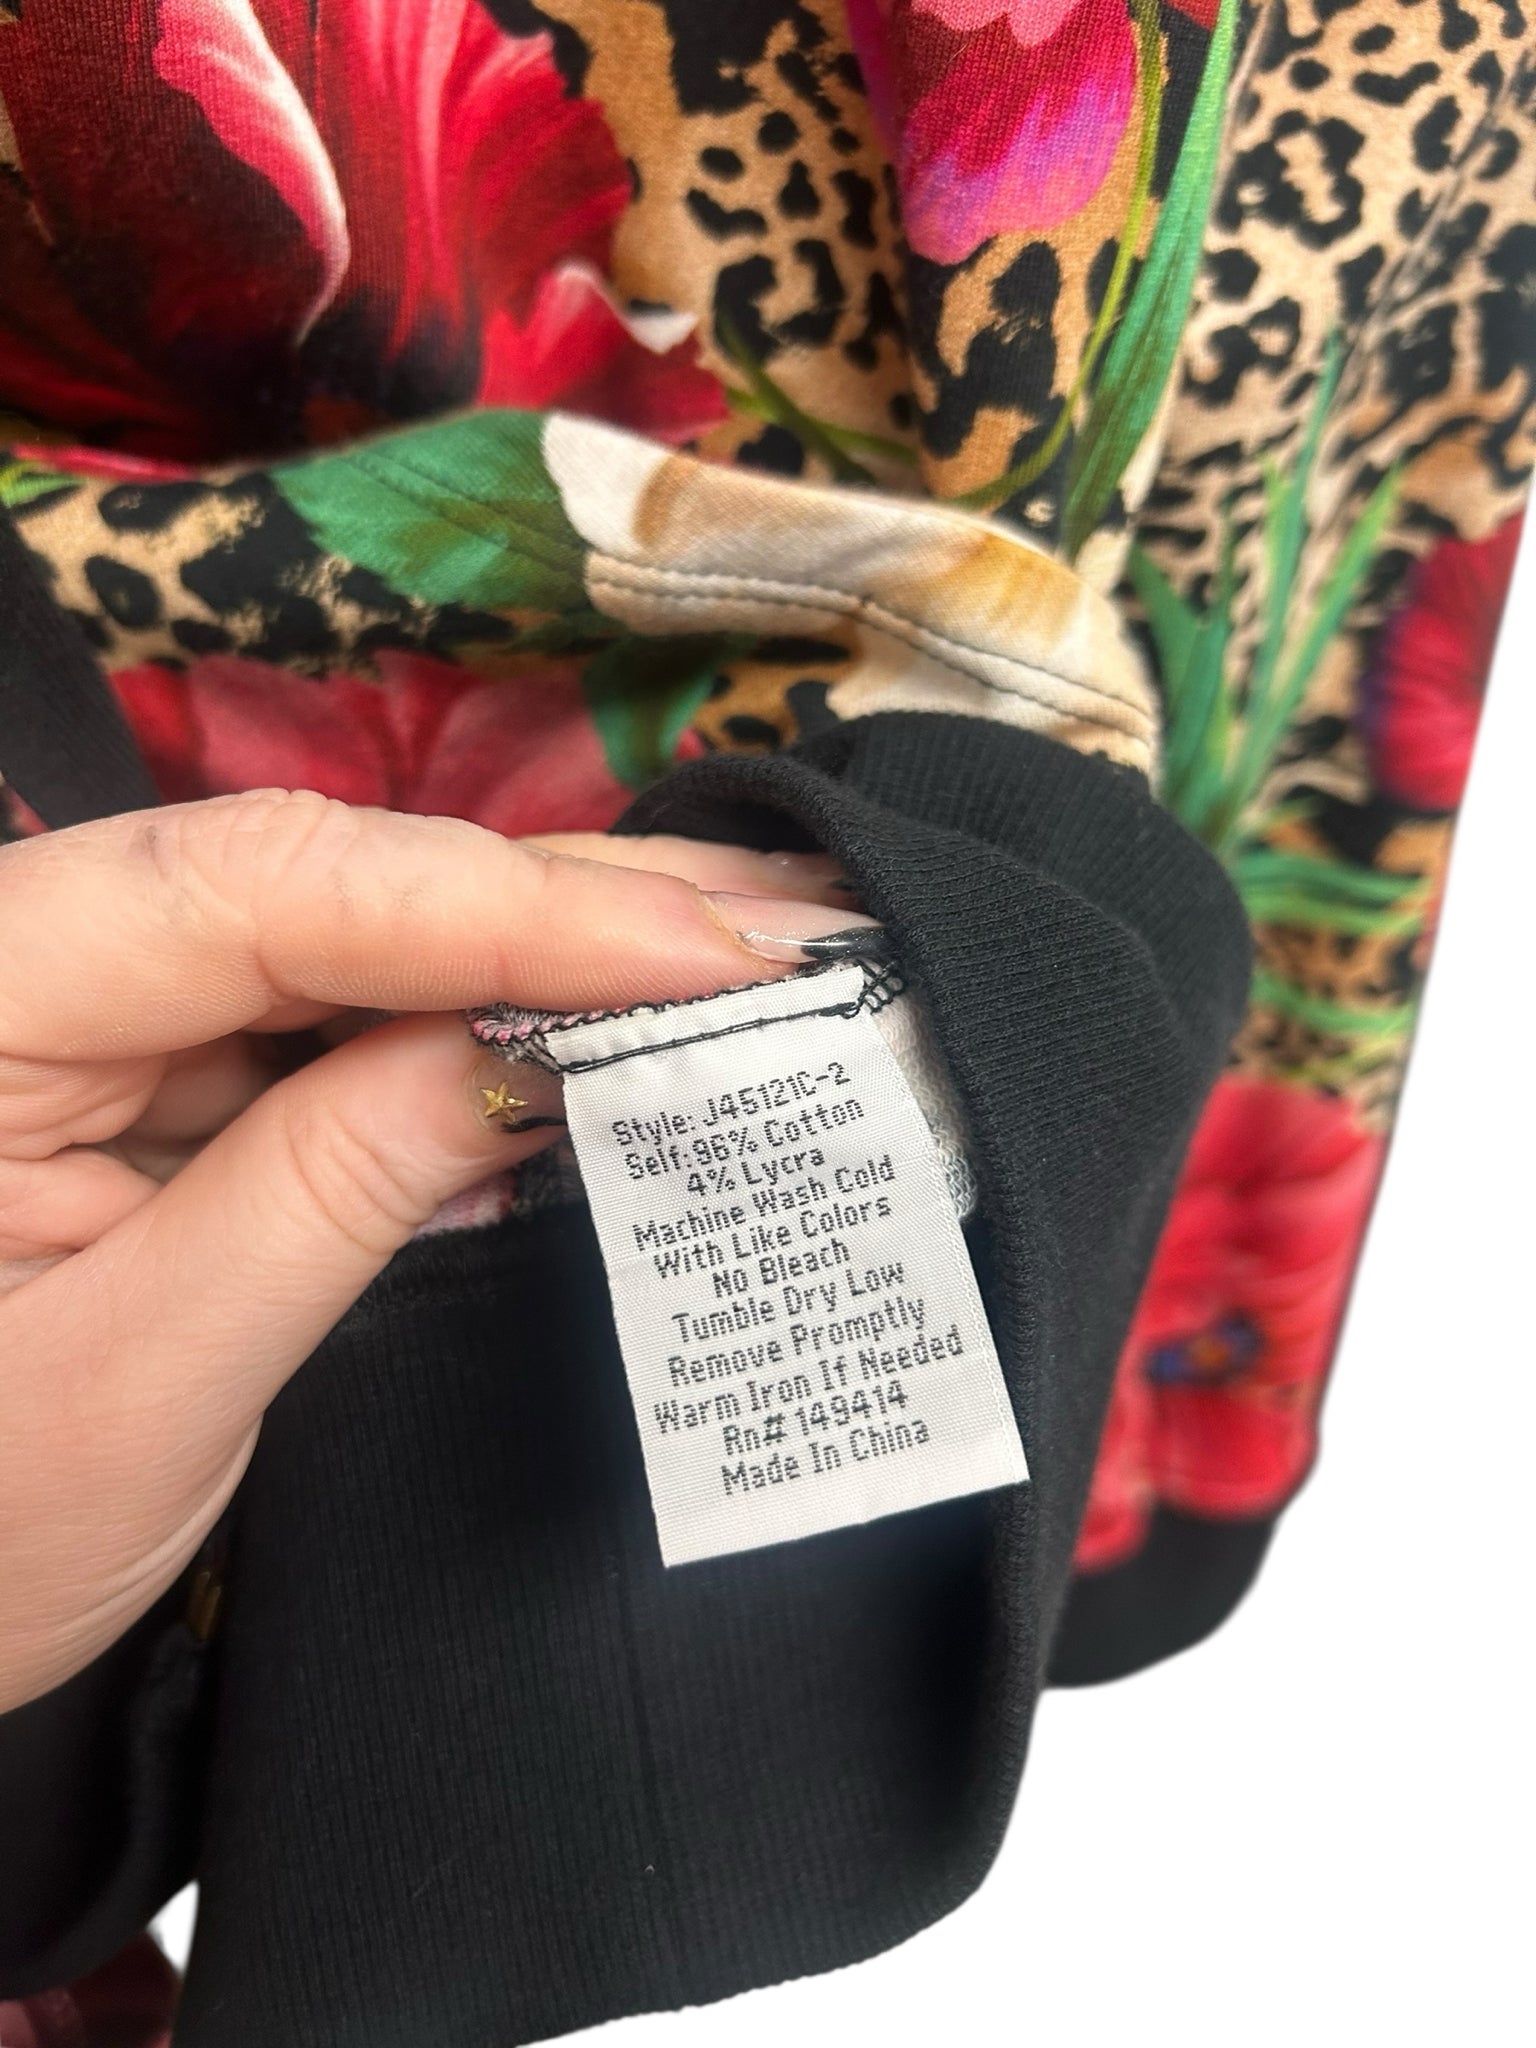 Style: J45121C-2
Self: 96% Cotton
4% Lycra
Machine Wash Cold
With Like Colors
No Bleach
Tumble Dry Low
Remove Promptly
Warm Iron If Needed
Rn# 149414
Made In China